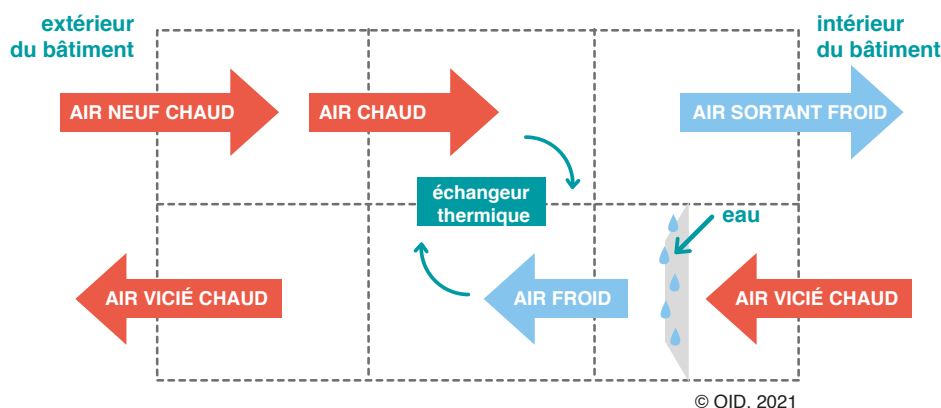 extérieur
du bâtiment
intérieur
du bâtiment
AIR NEUF CHAUD
AIR CHAUD
AIR SORTANT FROID
échangeur
thermique
eau
AIR VICIÉ CHAUD
AIR FROID
AIR VICIÉ CHAUD
© OID, 2021